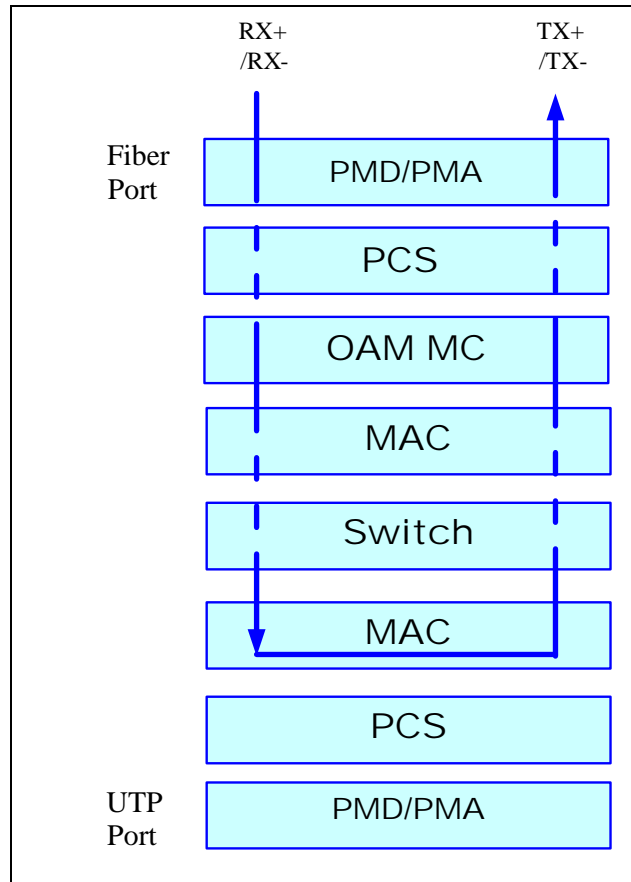 RX+
/RX-
TX+
/TX-
Fiber
Port
PMD/PMA
PCS
OAM MC
MAC
Switch
MAC
PCS
UTP
Port
PMD/PMA